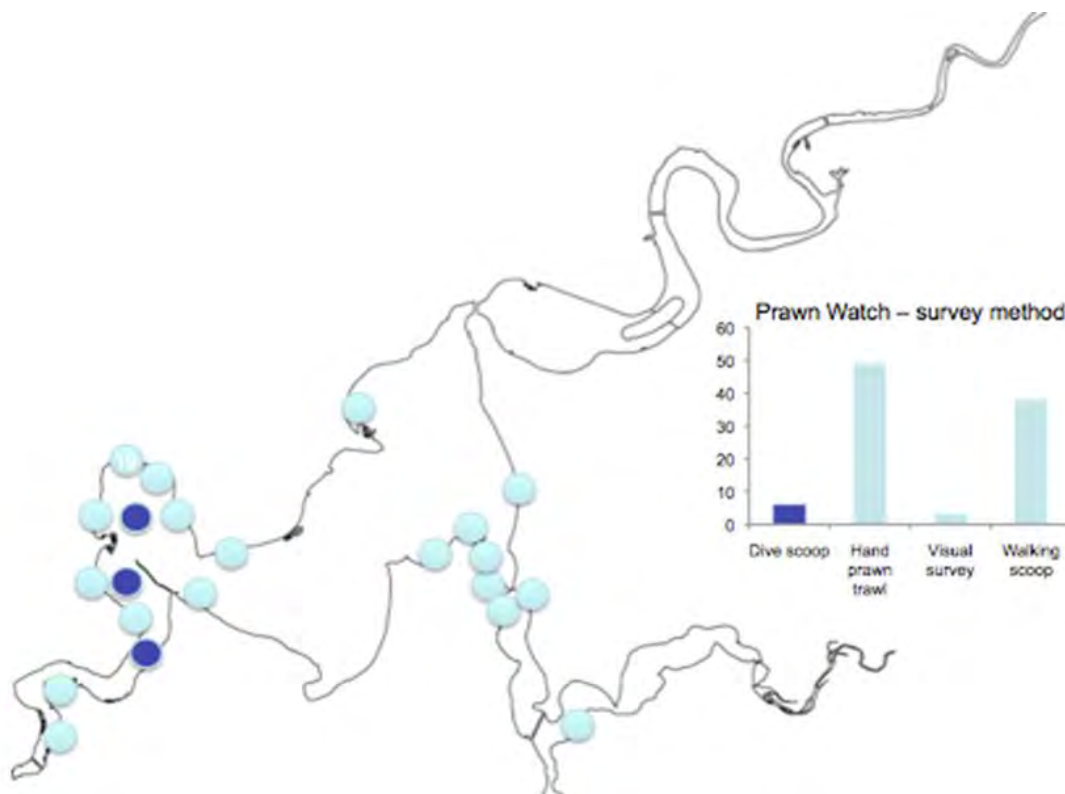 Prawn Watch – survey method
60
50
40
30
20
10
0
Dive scoop
Hand
prawn
trawl
Visual
survey
Walking
scoop